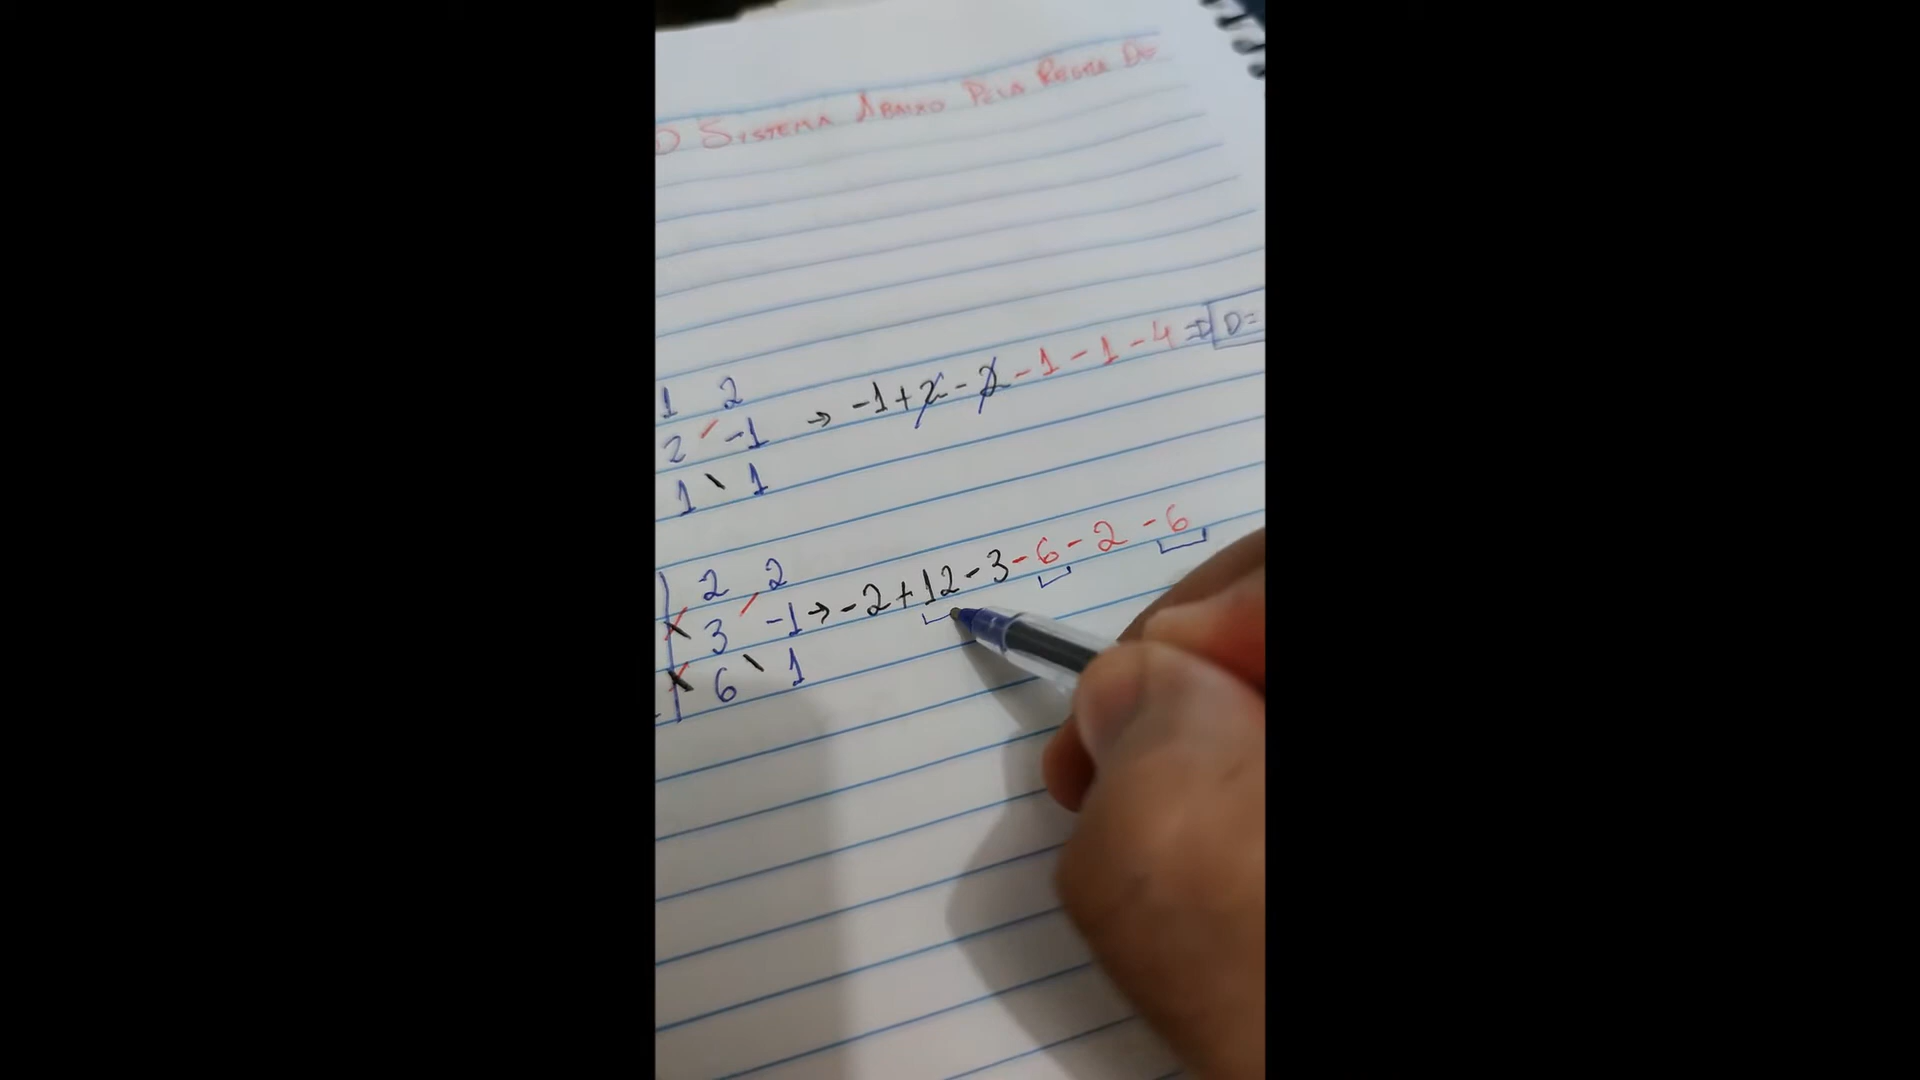 O SISTEMA ABAIXO PELA REGRA DE
1 2
2 -1 → -1+2-2-1-1-4 ⇒ D=
1 1
2 2
3 -1 → -2+12-3-6-2-6
6 1